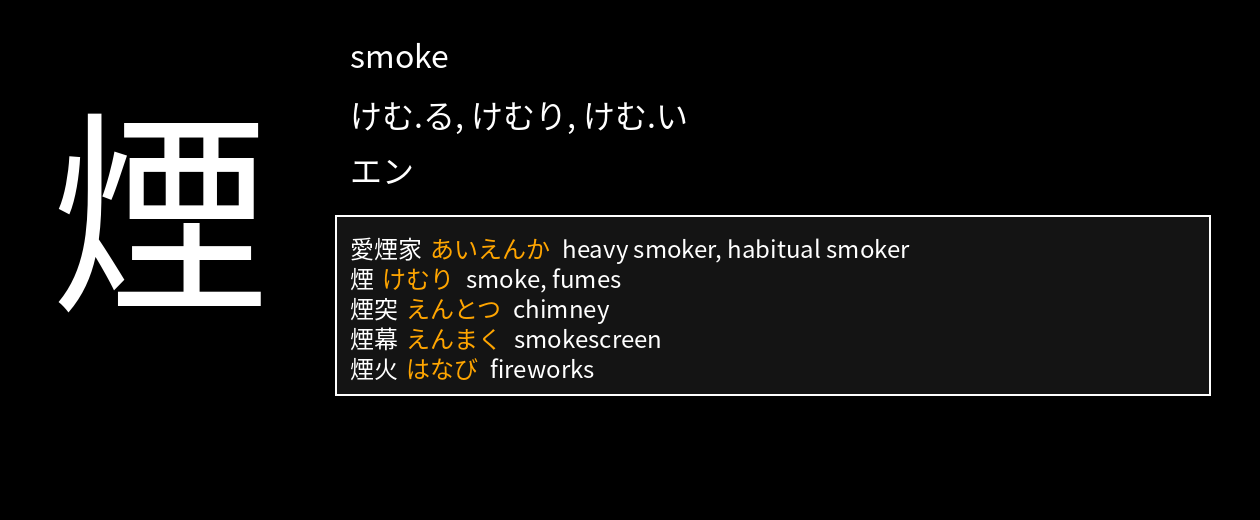 煙
smoke
けむ.る, けむり, けむ.い
エン
愛煙家 あいえんか heavy smoker, habitual smoker
煙 けむり smoke, fumes
煙突 えんとつ chimney
煙幕 えんまく smokescreen
煙火 はなび fireworks